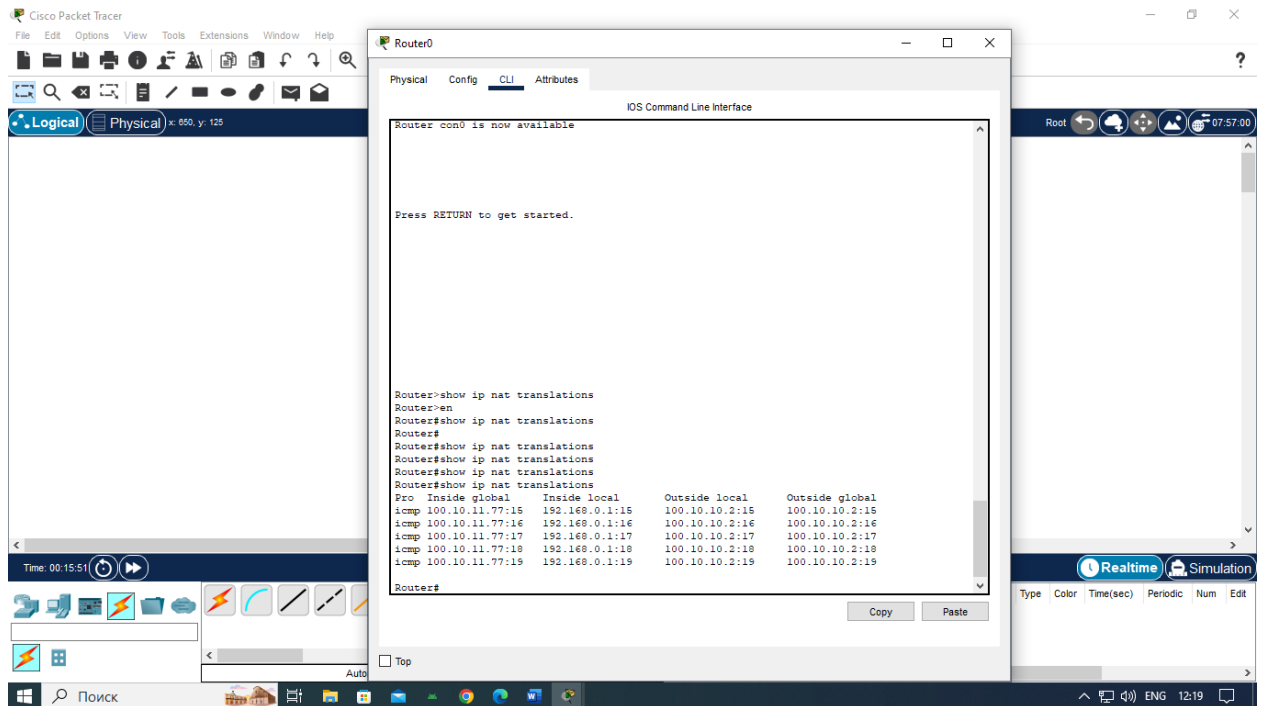 Cisco Packet Tracer
File Edit Options View Tools Extensions Window Help
?
Logical Physical x: 650, y: 125
Root 07:57:00
Router0
Physical Config CLI Attributes
IOS Command Line Interface
Router con0 is now available
Press RETURN to get started.
Router>show ip nat translations
Router>en
Router#show ip nat translations
Router#
Router#show ip nat translations
Router#show ip nat translations
Router#show ip nat translations
Router#show ip nat translations
Pro Inside global Inside local Outside local Outside global
icmp 100.10.11.77:15 192.168.0.1:15 100.10.10.2:15 100.10.10.2:15
icmp 100.10.11.77:16 192.168.0.1:16 100.10.10.2:16 100.10.10.2:16
icmp 100.10.11.77:17 192.168.0.1:17 100.10.10.2:17 100.10.10.2:17
icmp 100.10.11.77:18 192.168.0.1:18 100.10.10.2:18 100.10.10.2:18
icmp 100.10.11.77:19 192.168.0.1:19 100.10.10.2:19 100.10.10.2:19
Router#
Copy Paste
Top
Time: 00:15:51
Realtime Simulation
Type Color Time(sec) Periodic Num Edit
Auto
Поиск
ENG 12:19